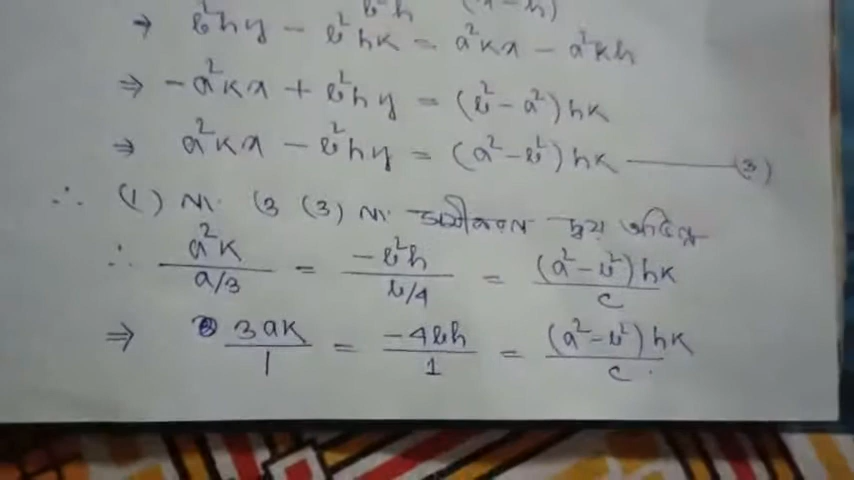 ⇒ b²hy - b²hk = a²kx - a²kh
⇒ -a²kx + b²hy = (b² - a²)hk
⇒ a²kx - b²hy = (a² - b²)hk ——— (3)
∴ (1) নং ও (3) নং সমীকরণ দ্বয় অভিন্ন
∴ a²k / a/3 = -b²h / b/4 = (a² - b²)hk / c
⇒ 3ak / 1 = -4bh / 1 = (a² - b²)hk / c